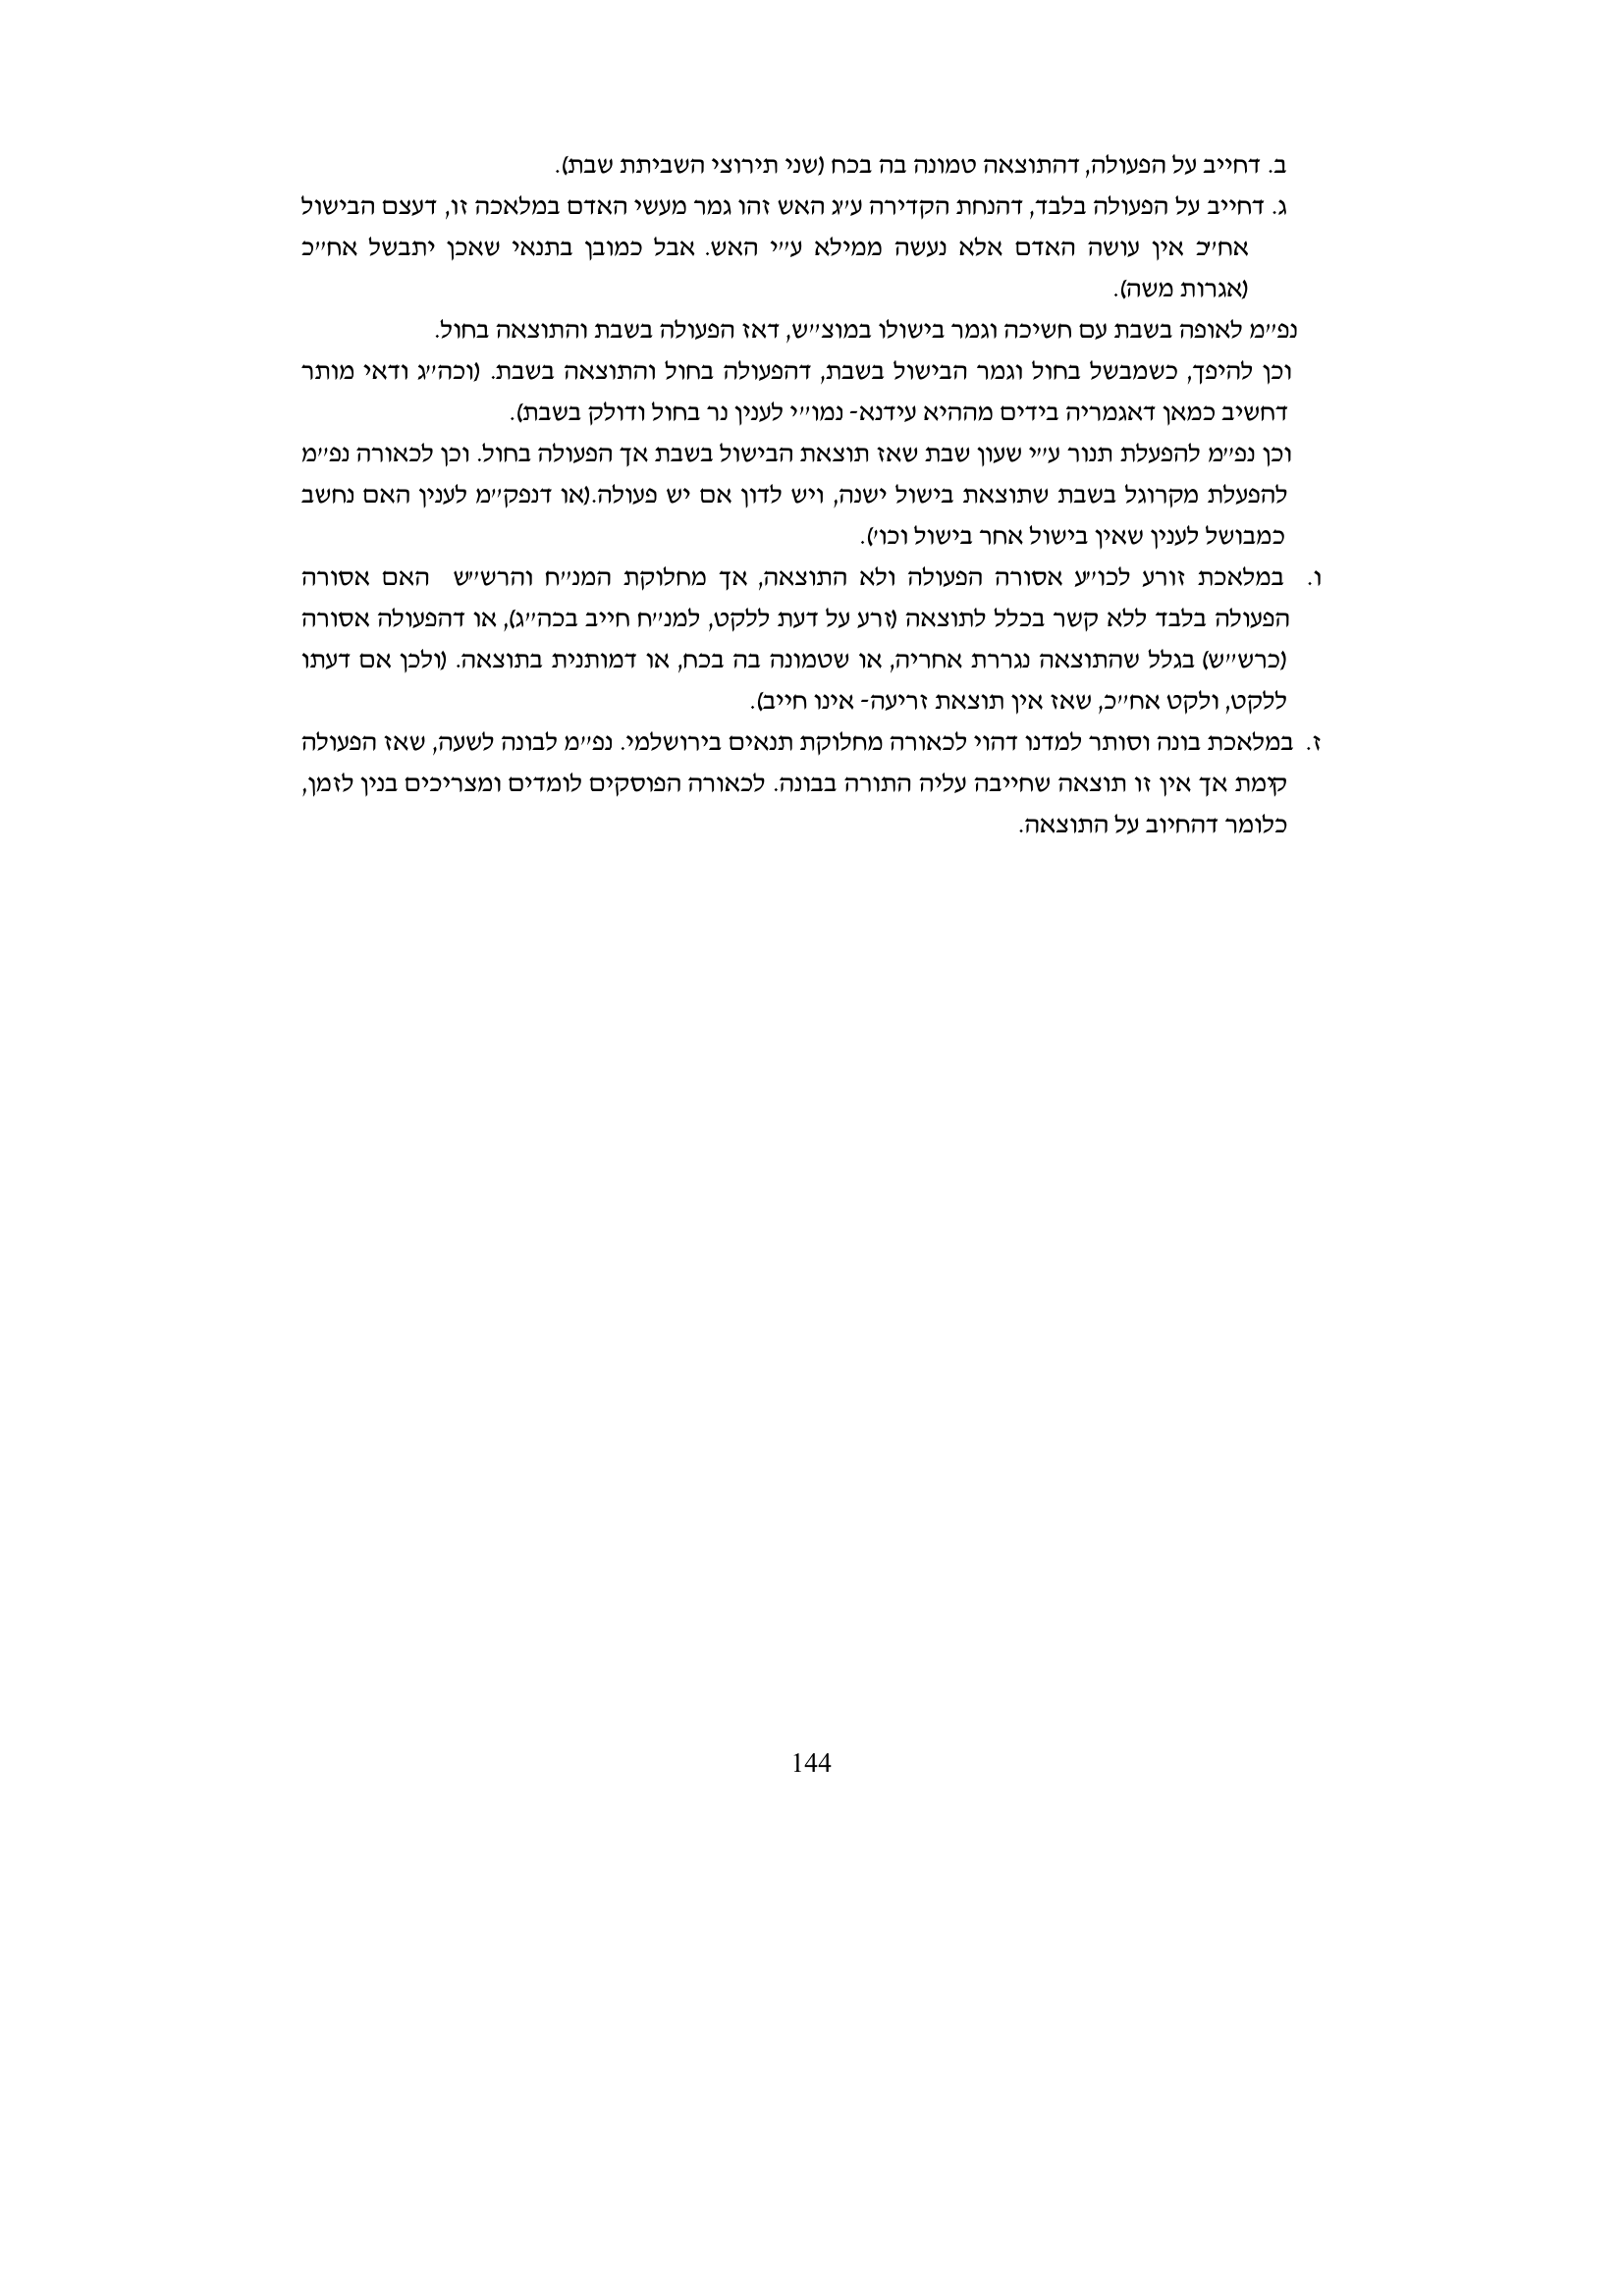 ב. דחייב על הפעולה, דהתוצאה טמונה בה בכח (שני תירוצי השביתת שבת).
ג. דחייב על הפעולה בלבד, דהנחת הקדירה ע״ג האש זהו גמר מעשי האדם במלאכה זו, דעצם הבישול
אח״כ אין עושה האדם אלא נעשה ממילא ע״י האש. אבל כמובן בתנאי שאכן יתבשל אח״כ
(אגרות משה).
נפ״מ לאופה בשבת עם חשיכה וגמר בישולו במוצ״ש, דאז הפעולה בשבת והתוצאה בחול.
וכן להיפך, כשמבשל בחול וגמר הבישול בשבת, דהפעולה בחול והתוצאה בשבת. (וכה״ג ודאי מותר
דחשיב כמאן דאגמריה בידים מההיא עידנא- נמו״י לענין נר בחול ודולק בשבת).
וכן נפ״מ להפעלת תנור ע״י שעון שבת שאז תוצאת הבישול בשבת אך הפעולה בחול. וכן לכאורה נפ״מ
להפעלת מקרוגל בשבת שתוצאת בישול ישנה, ויש לדון אם יש פעולה.(או דנפק״מ לענין האם נחשב
כמבושל לענין שאין בישול אחר בישול וכו׳).
ו. במלאכת זורע לכו״ע אסורה הפעולה ולא התוצאה, אך מחלוקת המנ״ח והרש״ש האם אסורה
הפעולה בלבד ללא קשר בכלל לתוצאה (זרע על דעת ללקט, למנ״ח חייב בכה״ג), או דהפעולה אסורה
(כרש״ש) בגלל שהתוצאה נגררת אחריה, או שטמונה בה בכח, או דמותנית בתוצאה. (ולכן אם דעתו
ללקט, ולקט אח״כ, שאז אין תוצאת זריעה- אינו חייב).
ז. במלאכת בונה וסותר למדנו דהוי לכאורה מחלוקת תנאים בירושלמי. נפ״מ לבונה לשעה, שאז הפעולה
קימת אך אין זו תוצאה שחייבה עליה התורה בבונה. לכאורה הפוסקים לומדים ומצריכים בנין לזמן,
כלומר דהחיוב על התוצאה.
144